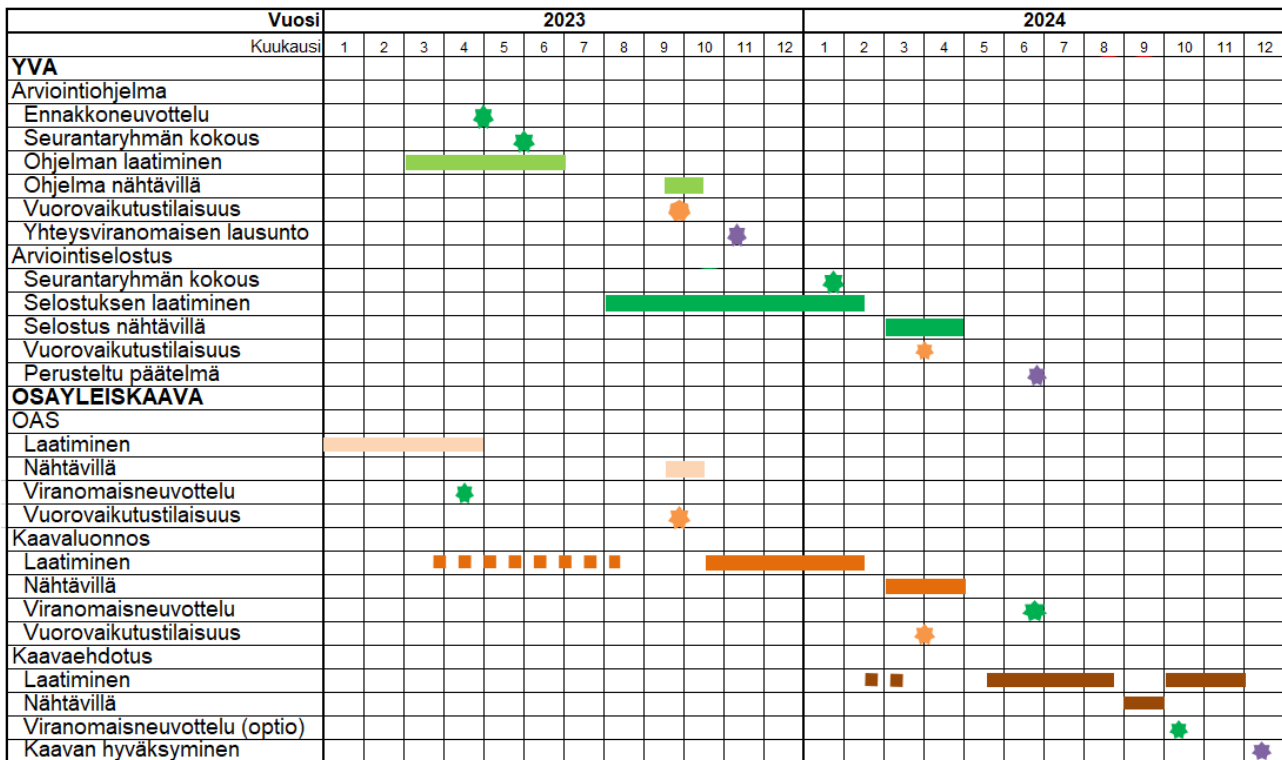 Vuosi 2023 2024
Kuukausi 1 2 3 4 5 6 7 8 9 10 11 12 1 2 3 4 5 6 7 8 9 10 11 12
YVA
Arviointiohjelma
Ennakkoneuvottelu
Seurantaryhmän kokous
Ohjelman laatiminen
Ohjelma nähtävillä
Vuorovaikutustilaisuus
Yhteysviranomaisen lausunto
Arviointiselostus
Seurantaryhmän kokous
Selostuksen laatiminen
Selostus nähtävillä
Vuorovaikutustilaisuus
Perusteltu päätelmä
OSAYLEISKAAVA
OAS
Laatiminen
Nähtävillä
Viranomaisneuvottelu
Vuorovaikutustilaisuus
Kaavaluonnos
Laatiminen
Nähtävillä
Viranomaisneuvottelu
Vuorovaikutustilaisuus
Kaavaehdotus
Laatiminen
Nähtävillä
Viranomaisneuvottelu (optio)
Kaavan hyväksyminen